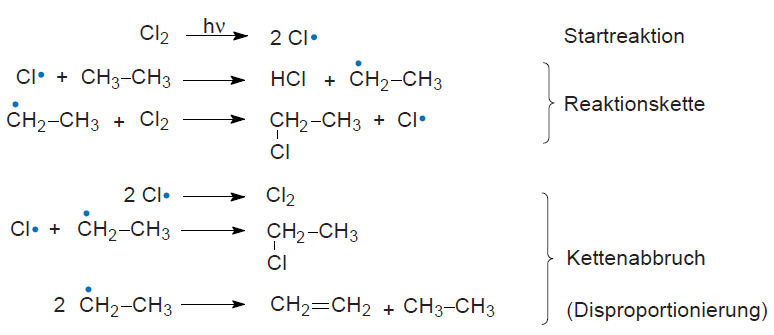 Cl₂ hν 2 Cl• Startreaktion
Cl• + CH₃–CH₃ HCl + •CH₂–CH₃
Reaktionskette
•CH₂–CH₃ + Cl₂ CH₂–CH₃ + Cl•
Cl
2 Cl• Cl₂
Cl• + •CH₂–CH₃ CH₂–CH₃
Cl
Kettenabbruch
2 •CH₂–CH₃ CH₂=CH₂ + CH₃–CH₃ (Disproportionierung)